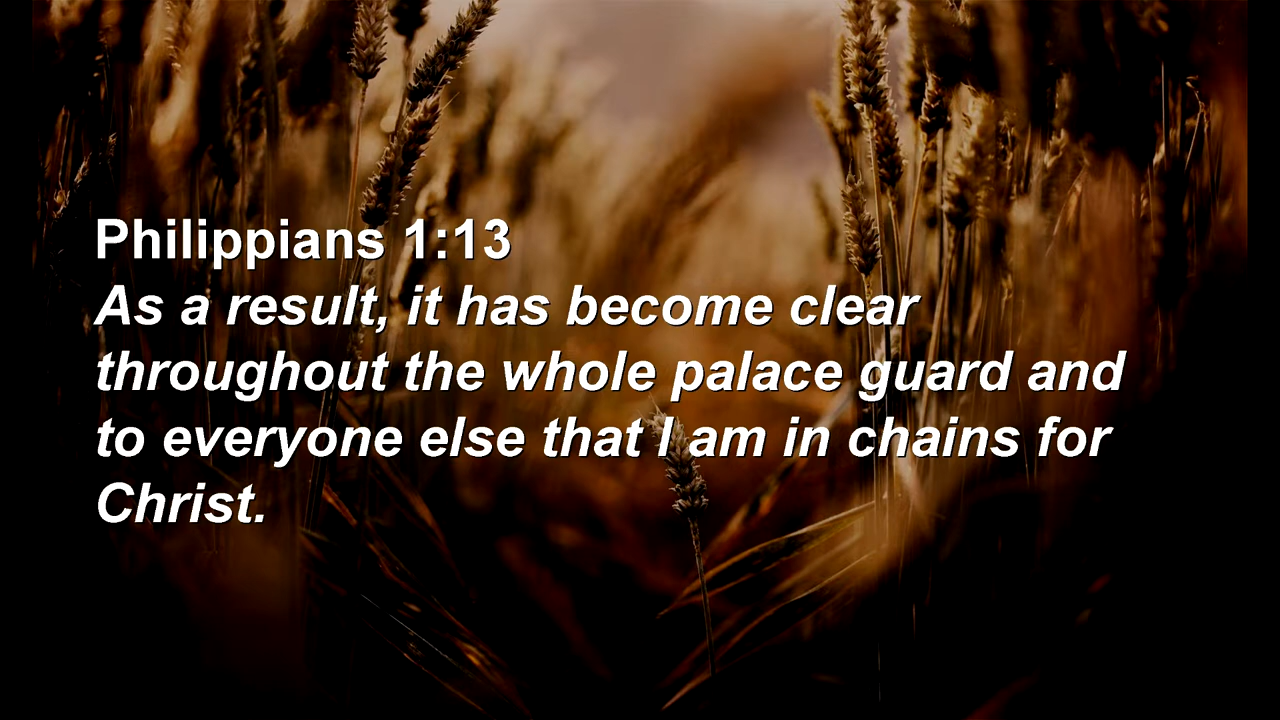 Philippians 1:13
As a result, it has become clear
throughout the whole palace guard and
to everyone else that I am in chains for
Christ.